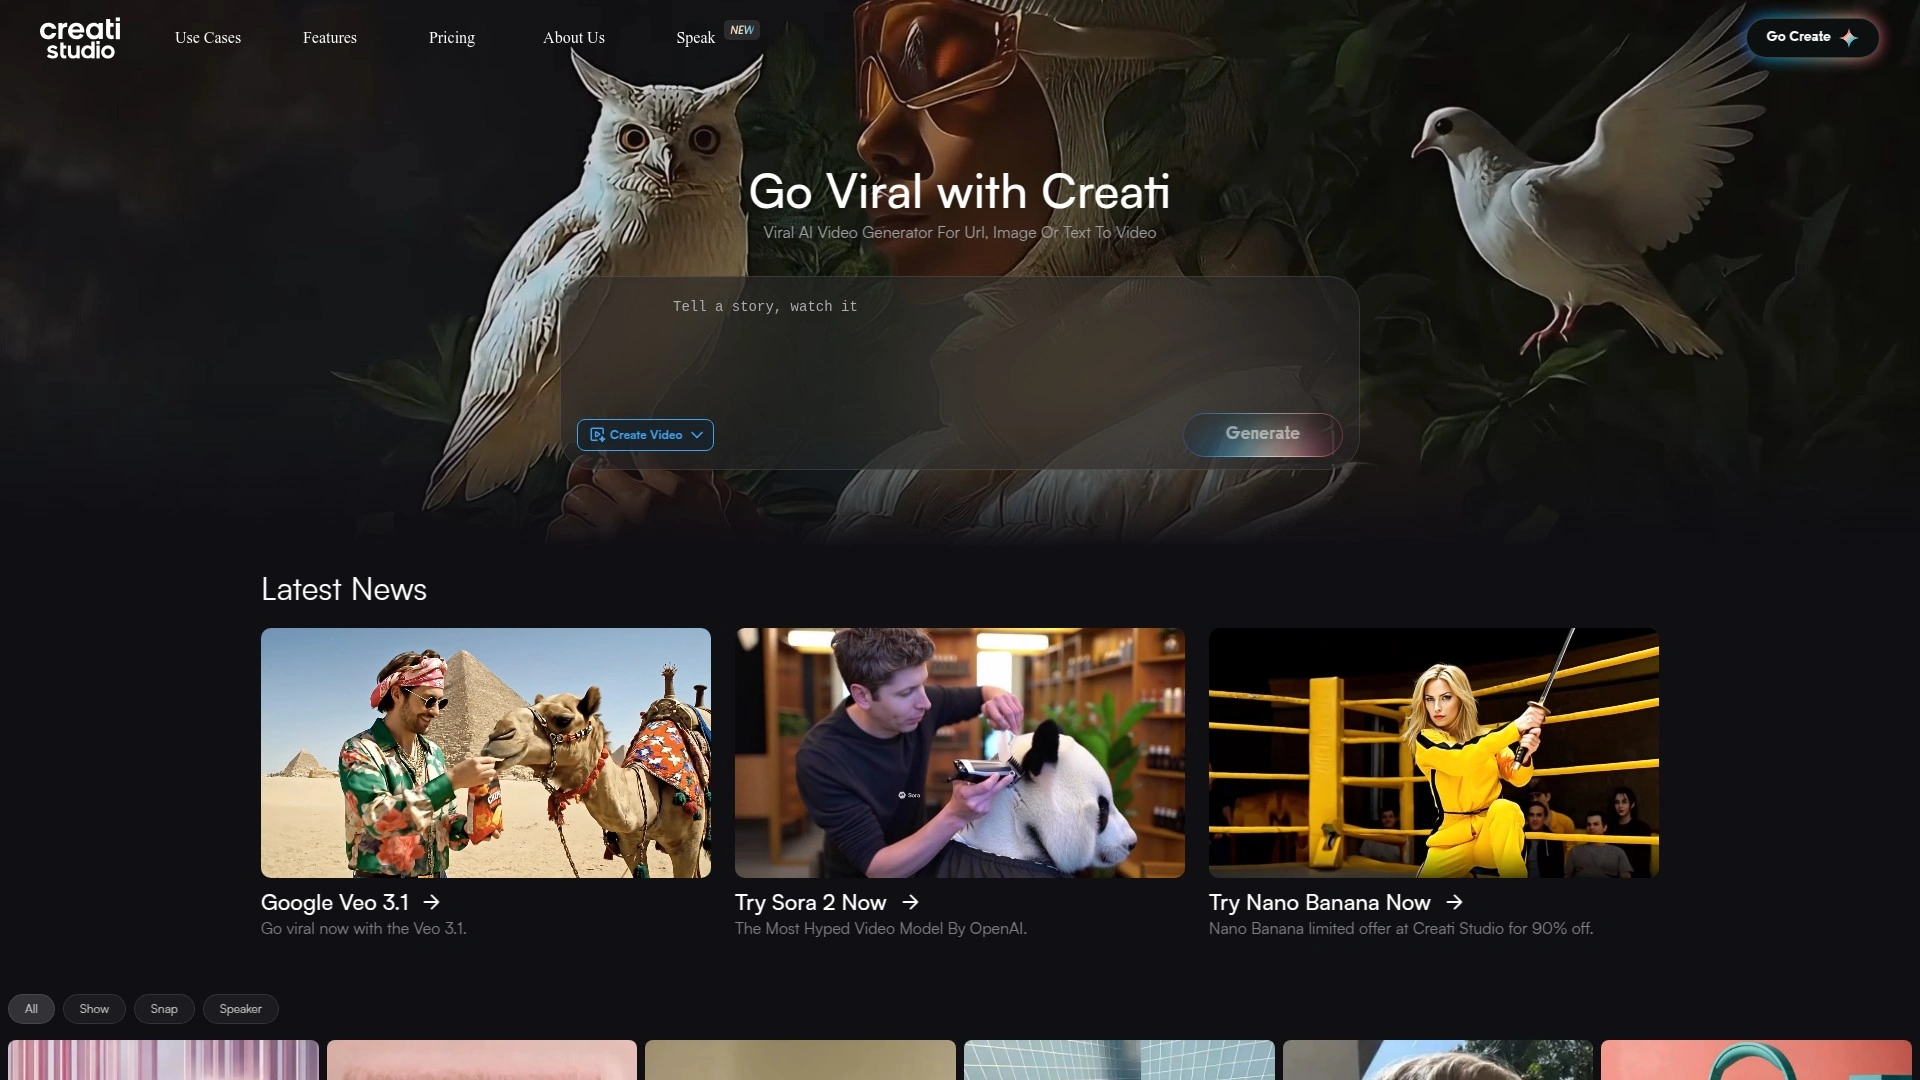 creati
studio
Use Cases
Features
Pricing
About Us
Speak
NEW
Go Create
Go Viral with Creati
Viral AI Video Generator For Url, Image Or Text To Video
Tell a story, watch it
Create Video
Generate
Latest News
Sora
Google Veo 3.1
Go viral now with the Veo 3.1.
Try Sora 2 Now
The Most Hyped Video Model By OpenAI.
Try Nano Banana Now
Nano Banana limited offer at Creati Studio for 90% off.
All
Show
Snap
Speaker